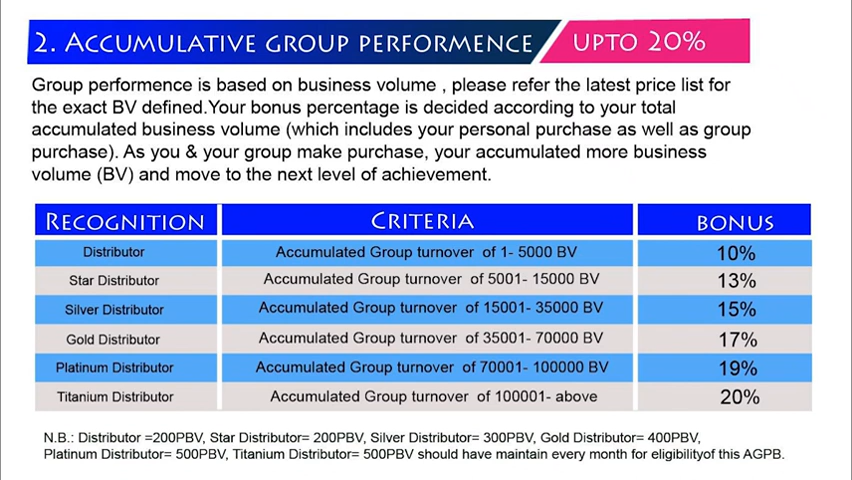 2. Accumulative group performence upto 20%
Group performence is based on business volume , please refer the latest price list for
the exact BV defined.Your bonus percentage is decided according to your total
accumulated business volume (which includes your personal purchase as well as group
purchase). As you & your group make purchase, your accumulated more business
volume (BV) and move to the next level of achievement.
Recognition Criteria bonus
Distributor Accumulated Group turnover of 1- 5000 BV 10%
Star Distributor Accumulated Group turnover of 5001- 15000 BV 13%
Silver Distributor Accumulated Group turnover of 15001- 35000 BV 15%
Gold Distributor Accumulated Group turnover of 35001- 70000 BV 17%
Platinum Distributor Accumulated Group turnover of 70001- 100000 BV 19%
Titanium Distributor Accumulated Group turnover of 100001- above 20%
N.B.: Distributor =200PBV, Star Distributor= 200PBV, Silver Distributor= 300PBV, Gold Distributor= 400PBV,
Platinum Distributor= 500PBV, Titanium Distributor= 500PBV should have maintain every month for eligibilityof this AGPB.